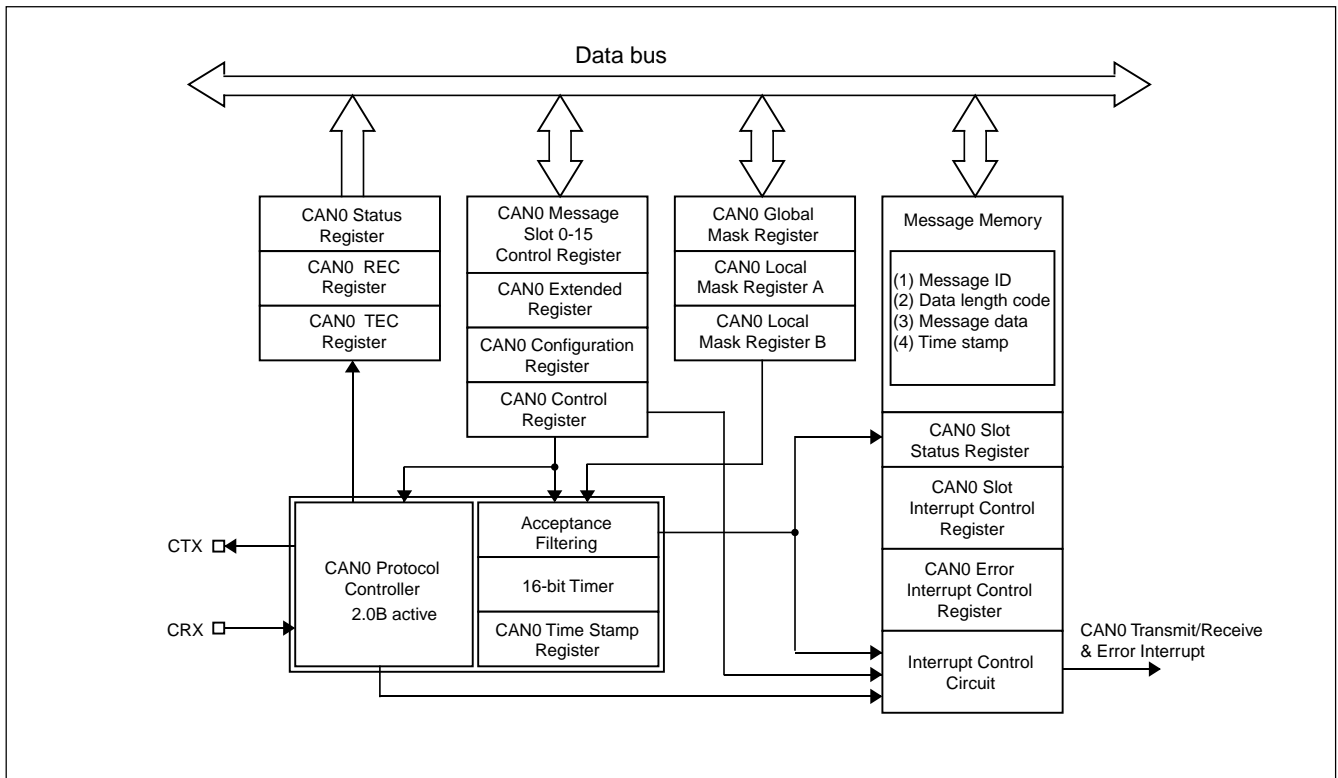 Data bus
CAN0 Status
Register
CAN0 REC
Register
CAN0 TEC
Register
CAN0 Message
Slot 0-15
Control Register
CAN0 Extended
Register
CAN0 Configuration
Register
CAN0 Control
Register
CAN0 Global
Mask Register
CAN0 Local
Mask Register A
CAN0 Local
Mask Register B
Message Memory
(1) Message ID
(2) Data length code
(3) Message data
(4) Time stamp
CAN0 Slot
Status Register
CAN0 Slot
Interrupt Control
Register
CAN0 Error
Interrupt Control
Register
Interrupt Control
Circuit
CTX
CRX
CAN0 Protocol
Controller
2.0B active
Acceptance
Filtering
16-bit Timer
CAN0 Time Stamp
Register
CAN0 Transmit/Receive
& Error Interrupt